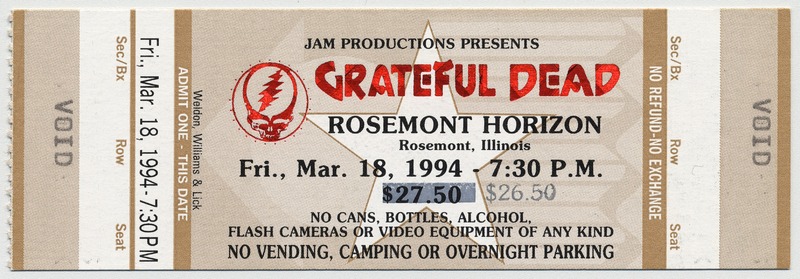 VOID
Sec/Bx Row Seat
Fri., Mar. 18, 1994 - 7:30 PM
ADMIT ONE - THIS DATE
Weldon, Williams & Lick
JAM PRODUCTIONS PRESENTS
GRATEFUL DEAD
ROSEMONT HORIZON
Rosemont, Illinois
Fri., Mar. 18, 1994 - 7:30 P.M.
$27.50 $26.50
NO CANS, BOTTLES, ALCOHOL,
FLASH CAMERAS OR VIDEO EQUIPMENT OF ANY KIND
NO VENDING, CAMPING OR OVERNIGHT PARKING
NO REFUND-NO EXCHANGE
Sec/Bx Row Seat
VOID